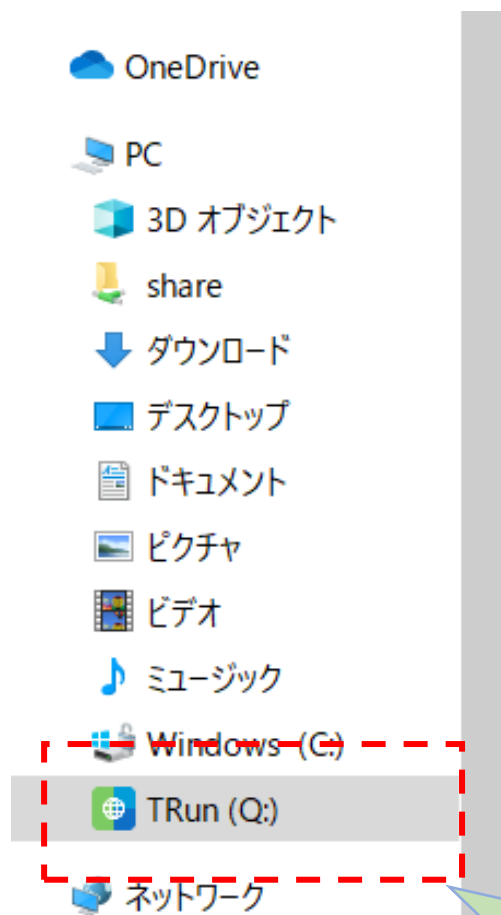 OneDrive
PC
3D オブジェクト
share
ダウンロード
デスクトップ
ドキュメント
ピクチャ
ビデオ
ミュージック
Windows (C:)
TRun (Q:)
ネットワーク